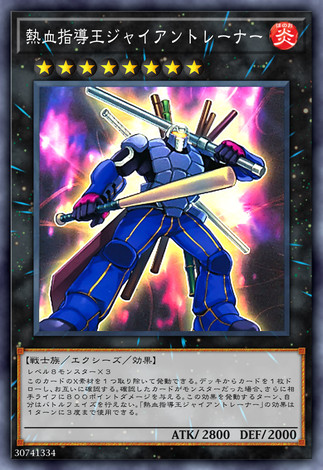 熱血指導王ジャイアントレーナー
炎
【戦士族／エクシーズ／効果】
レベル８モンスター×３
このカードのX素材を１つ取り除いて発動できる。デッキからカードを１枚ド
ローし、お互いに確認する。確認したカードがモンスターだった場合、さらに相
手ライフに８００ポイントダメージを与える。この効果を発動するターン、自
分はバトルフェイズを行えない。「熱血指導王ジャイアントレーナー」の効果は
１ターンに３度まで使用できる。
ATK/ 2800 DEF/ 2000
30741334